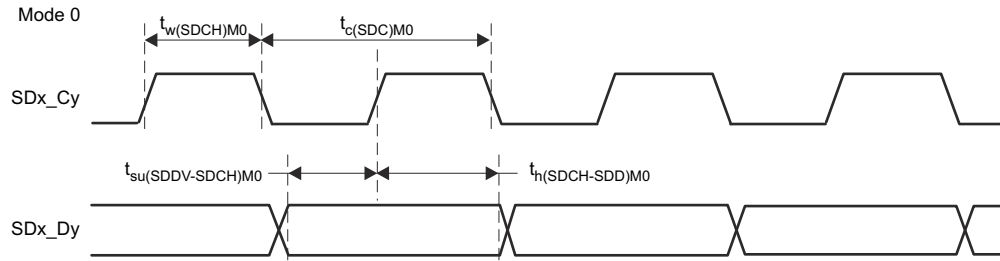 Mode 0
tw(SDCH)M0
tc(SDC)M0
SDx_Cy
tsu(SDDV-SDCH)M0
th(SDCH-SDD)M0
SDx_Dy